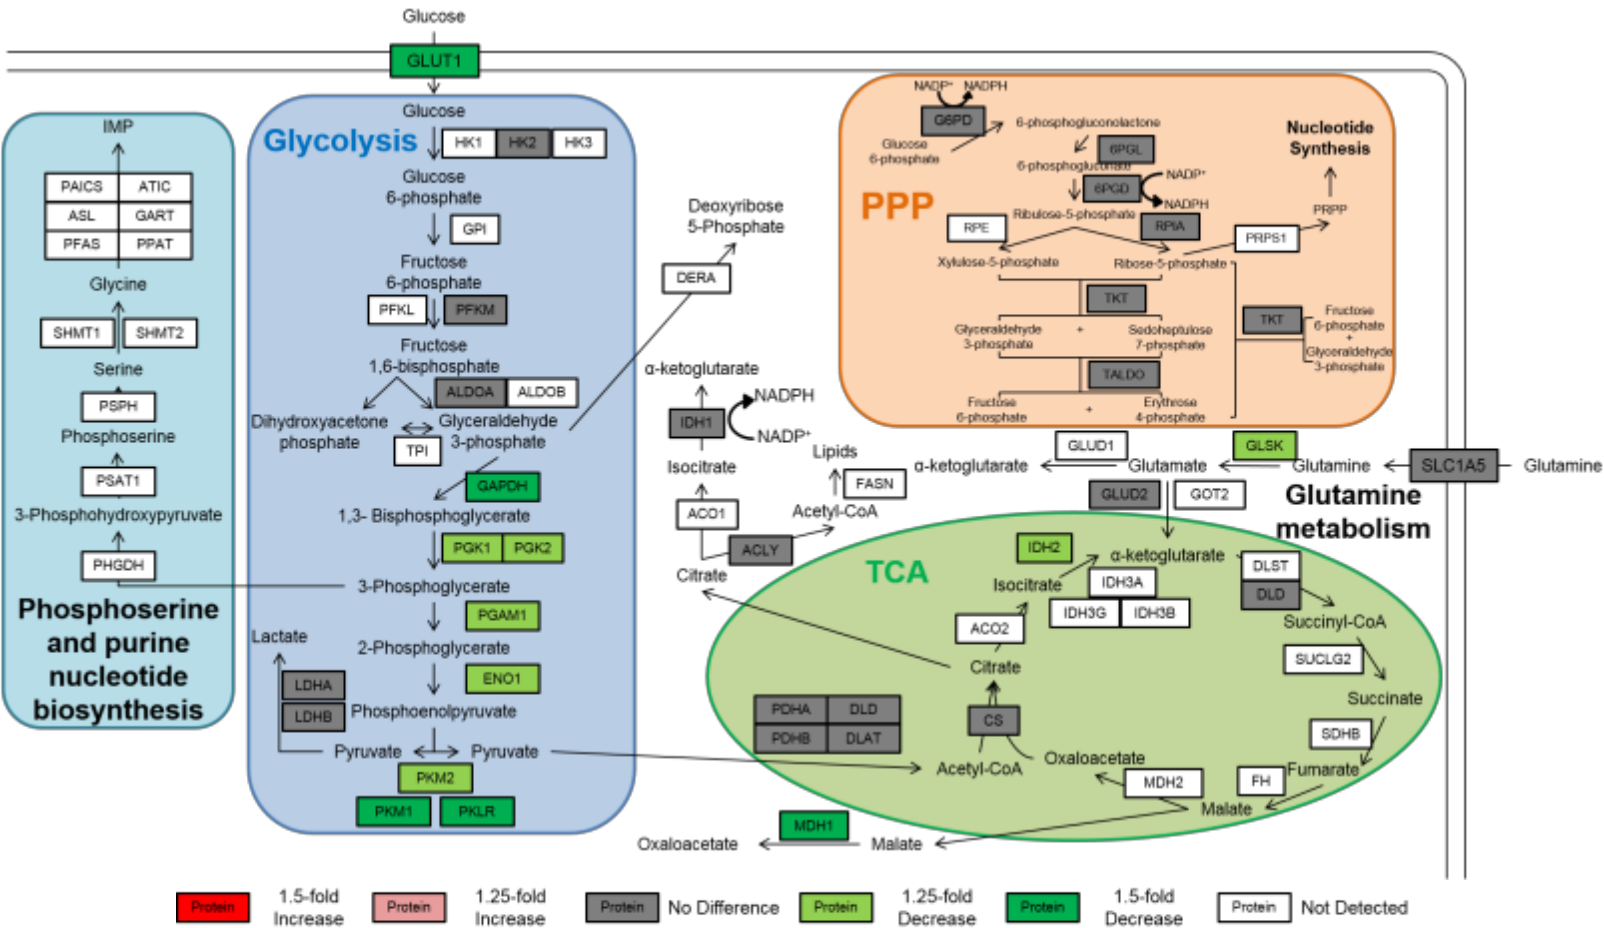 Glucose
GLUT1
IMP
PAICS
ATIC
ASL
GART
PFAS
PPAT
Glycine
SHMT1
SHMT2
Serine
PSPH
Phosphoserine
PSAT1
3-Phosphohydroxypyruvate
PHGDH
Phosphoserine
and purine
nucleotide
biosynthesis
Glycolysis
Glucose
HK1
HK2
HK3
Glucose
6-phosphate
GPI
Fructose
6-phosphate
PFKL
PFKM
Fructose
1,6-bisphosphate
ALDOA
ALDOB
Dihydroxyacetone
phosphate
Glyceraldehyde
3-phosphate
TPI
GAPDH
1,3- Bisphosphoglycerate
PGK1
PGK2
3-Phosphoglycerate
PGAM1
2-Phosphoglycerate
ENO1
Lactate
LDHA
LDHB
Phosphoenolpyruvate
Pyruvate
Pyruvate
PKM2
PKM1
PKLR
Deoxyribose
5-Phosphate
DERA
α-ketoglutarate
NADPH
IDH1
NADP+
Isocitrate
ACO1
Citrate
ACLY
Lipids
FASN
Acetyl-CoA
PPP
NADP+
NADPH
G6PD
Glucose
6-phosphate
6-phosphogluconolactone
6PGL
6-phosphogluconate
6PGD
NADP+
NADPH
Ribulose-5-phosphate
RPE
RPIA
Xylulose-5-phosphate
Ribose-5-phosphate
PRPS1
PRPP
Nucleotide
Synthesis
TKT
Glyceraldehyde
3-phosphate
+
Sedoheptulose
7-phosphate
TALDO
Fructose
6-phosphate
+
Erythrose
4-phosphate
TKT
Fructose
6-phosphate
+
Glyceraldehyde
3-phosphate
GLUD1
GLSK
α-ketoglutarate
Glutamate
Glutamine
SLC1A5
Glutamine
GLUD2
GOT2
Glutamine
metabolism
TCA
IDH2
α-ketoglutarate
Isocitrate
IDH3A
IDH3G
IDH3B
DLST
DLD
Succinyl-CoA
SUCLG2
Succinate
SDHB
Fumarate
FH
Malate
MDH2
Oxaloacetate
ACO2
Citrate
CS
Acetyl-CoA
PDHA
DLD
PDHB
DLAT
MDH1
Oxaloacetate
Malate
Protein
1.5-fold
Increase
Protein
1.25-fold
Increase
Protein
No Difference
Protein
1.25-fold
Decrease
Protein
1.5-fold
Decrease
Protein
Not Detected